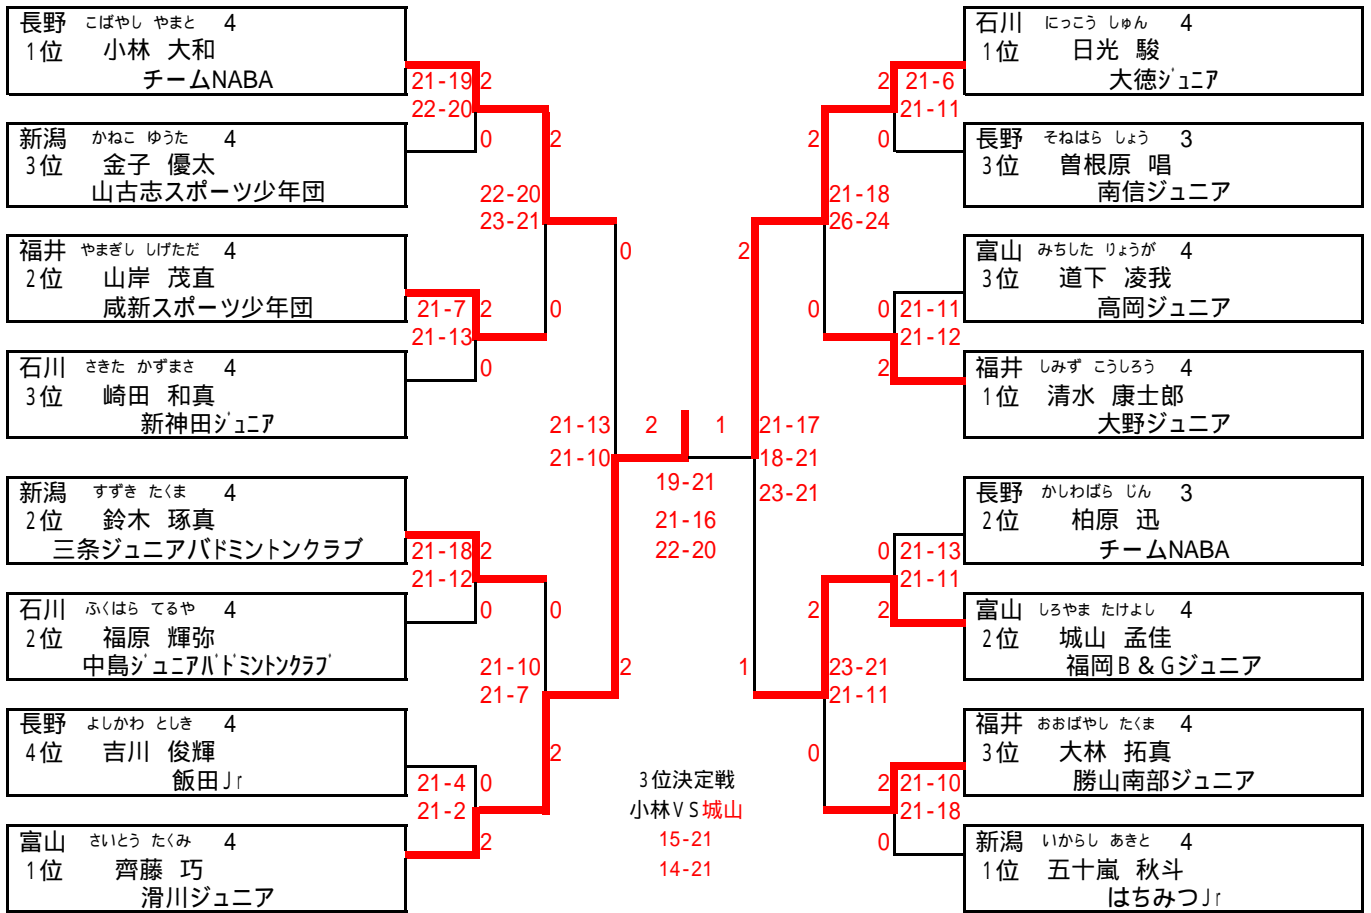 長野 こばやし やまと 4
1位 小林 大和
チームNABA
21-19 2
22-20
0
新潟 かねこ ゆうた 4
3位 金子 優太
山古志スポーツ少年団
2
22-20
23-21
福井 やまぎし しげただ 4
2位 山岸 茂直
咸新スポーツ少年団
21-7 2
21-13
0
0
石川 さきた かずまさ 4
3位 崎田 和真
新神田ジュニア
0
21-13
21-10
新潟 すずき たくま 4
2位 鈴木 琢真
三条ジュニアバドミントンクラブ
21-18 2
21-12
0
0
石川 ふくはら てるや 4
2位 福原 輝弥
中島ジュニアバドミントンクラブ
21-10
21-7
2
長野 よしかわ としき 4
4位 吉川 俊輝
飯田Jr
2
21-4 0
21-2
2
富山 さいとう たくみ 4
1位 齊藤 巧
滑川ジュニア
2 1
19-21
21-16
22-20
3位決定戦
小林VS城山
15-21
14-21
石川 にっこう しゅん 4
1位 日光 駿
大徳ジュニア
2 21-6
21-11
0
長野 そねはら しょう 3
3位 曽根原 唱
南信ジュニア
2
21-18
26-24
2
富山 みちした りょうが 4
3位 道下 凌我
高岡ジュニア
0
0 21-11
21-12
2
福井 しみず こうしろう 4
1位 清水 康士郎
大野ジュニア
21-17
18-21
23-21
長野 かしわばら じん 3
2位 柏原 迅
チームNABA
0 21-13
21-11
2
2
富山 しろやま たけよし 4
2位 城山 孟佳
福岡B&Gジュニア
1
23-21
21-11
福井 おおばやし たくま 4
3位 大林 拓真
勝山南部ジュニア
0
2 21-10
21-18
0
新潟 いからし あきと 4
1位 五十嵐 秋斗
はちみつJr